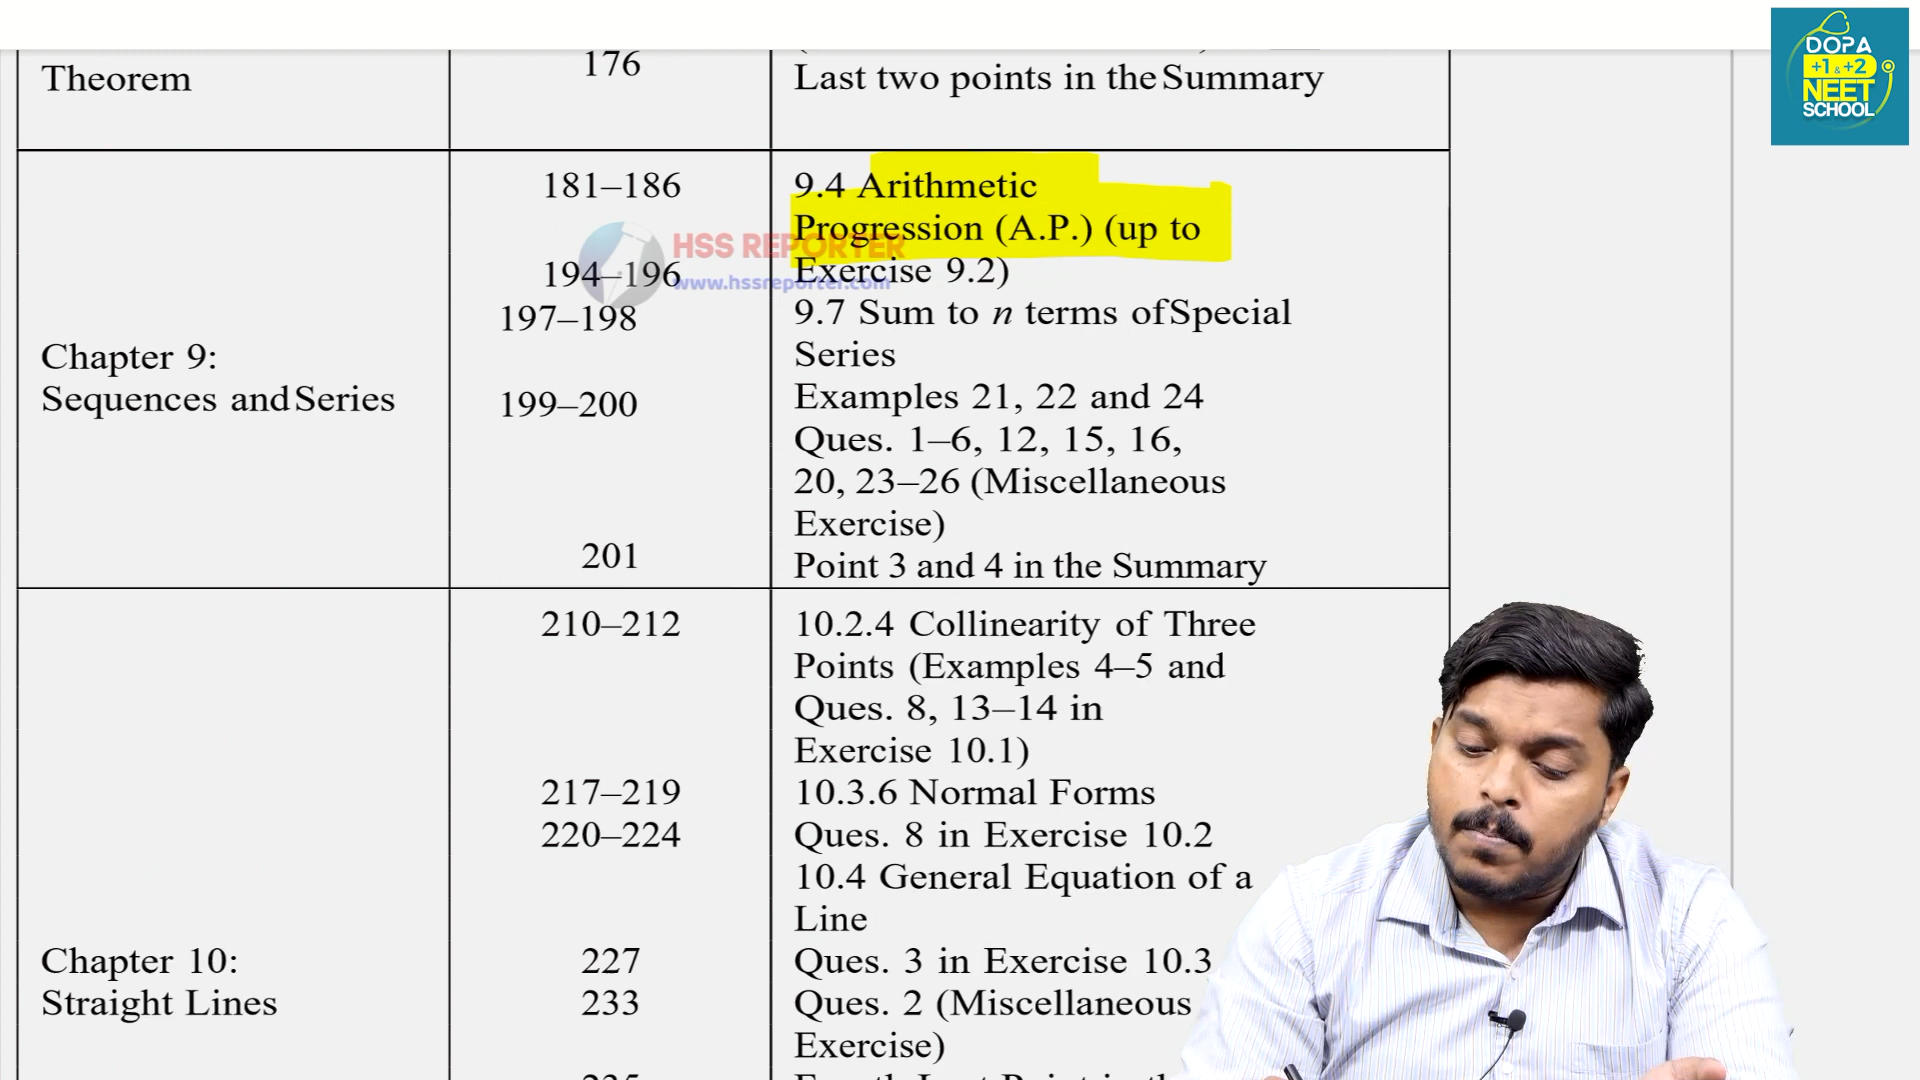 DOPA
+1 & +2
NEET
SCHOOL
Theorem
176
Last two points in the Summary
181–186
9.4 Arithmetic
Progression (A.P.) (up to
HSS REPORTER
194–196
Exercise 9.2)
www.hssreporter.com
197–198
9.7 Sum to n terms of Special
Series
Chapter 9:
Sequences and Series
199–200
Examples 21, 22 and 24
Ques. 1–6, 12, 15, 16,
20, 23–26 (Miscellaneous
Exercise)
201
Point 3 and 4 in the Summary
210–212
10.2.4 Collinearity of Three
Points (Examples 4–5 and
Ques. 8, 13–14 in
Exercise 10.1)
217–219
10.3.6 Normal Forms
220–224
Ques. 8 in Exercise 10.2
10.4 General Equation of a
Line
Chapter 10:
Straight Lines
227
Ques. 3 in Exercise 10.3
233
Ques. 2 (Miscellaneous
Exercise)